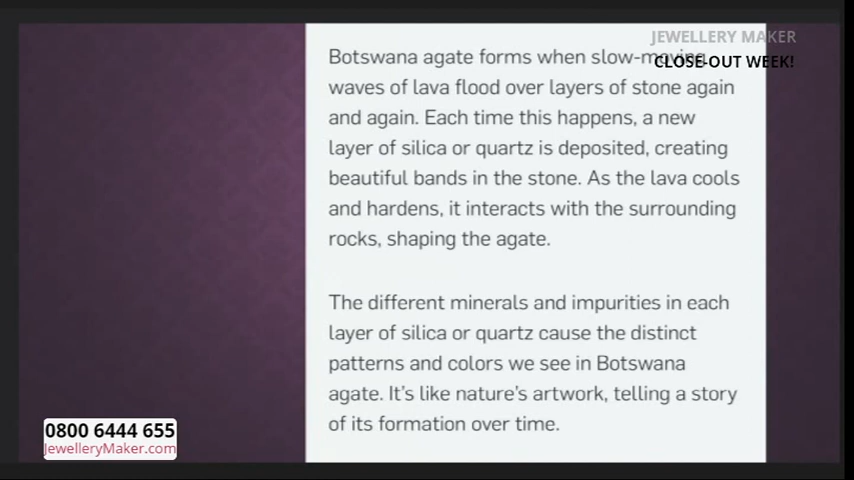 JEWELLERY MAKER
CLOSE-OUT WEEK!
Botswana agate forms when slow-moving
waves of lava flood over layers of stone again
and again. Each time this happens, a new
layer of silica or quartz is deposited, creating
beautiful bands in the stone. As the lava cools
and hardens, it interacts with the surrounding
rocks, shaping the agate.
The different minerals and impurities in each
layer of silica or quartz cause the distinct
patterns and colors we see in Botswana
agate. It's like nature's artwork, telling a story
of its formation over time.
0800 6444 655
JewelleryMaker.com